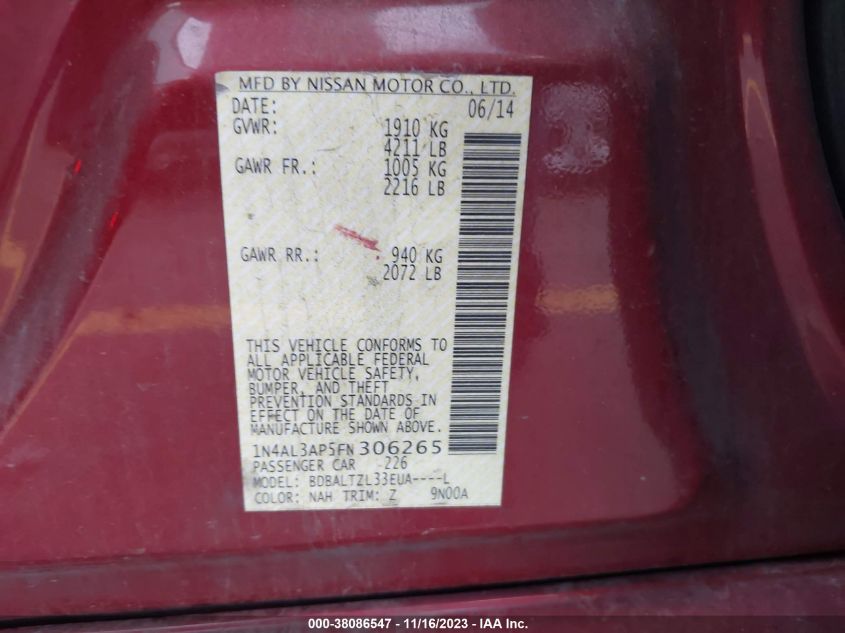 MFD BY NISSAN MOTOR CO., LTD.
DATE: 06/14
GVWR: 1910 KG
4211 LB
GAWR FR.: 1005 KG
2216 LB
GAWR RR.: 940 KG
2072 LB
THIS VEHICLE CONFORMS TO
ALL APPLICABLE FEDERAL
MOTOR VEHICLE SAFETY,
BUMPER, AND THEFT
PREVENTION STANDARDS IN
EFFECT ON THE DATE OF
MANUFACTURE SHOWN ABOVE.
1N4AL3AP5FN306265
PASSENGER CAR 226
MODEL: BDBALTZL33EUA----L
COLOR: NAH TRIM: Z 9N00A
000-38086547 - 11/16/2023 - IAA Inc.